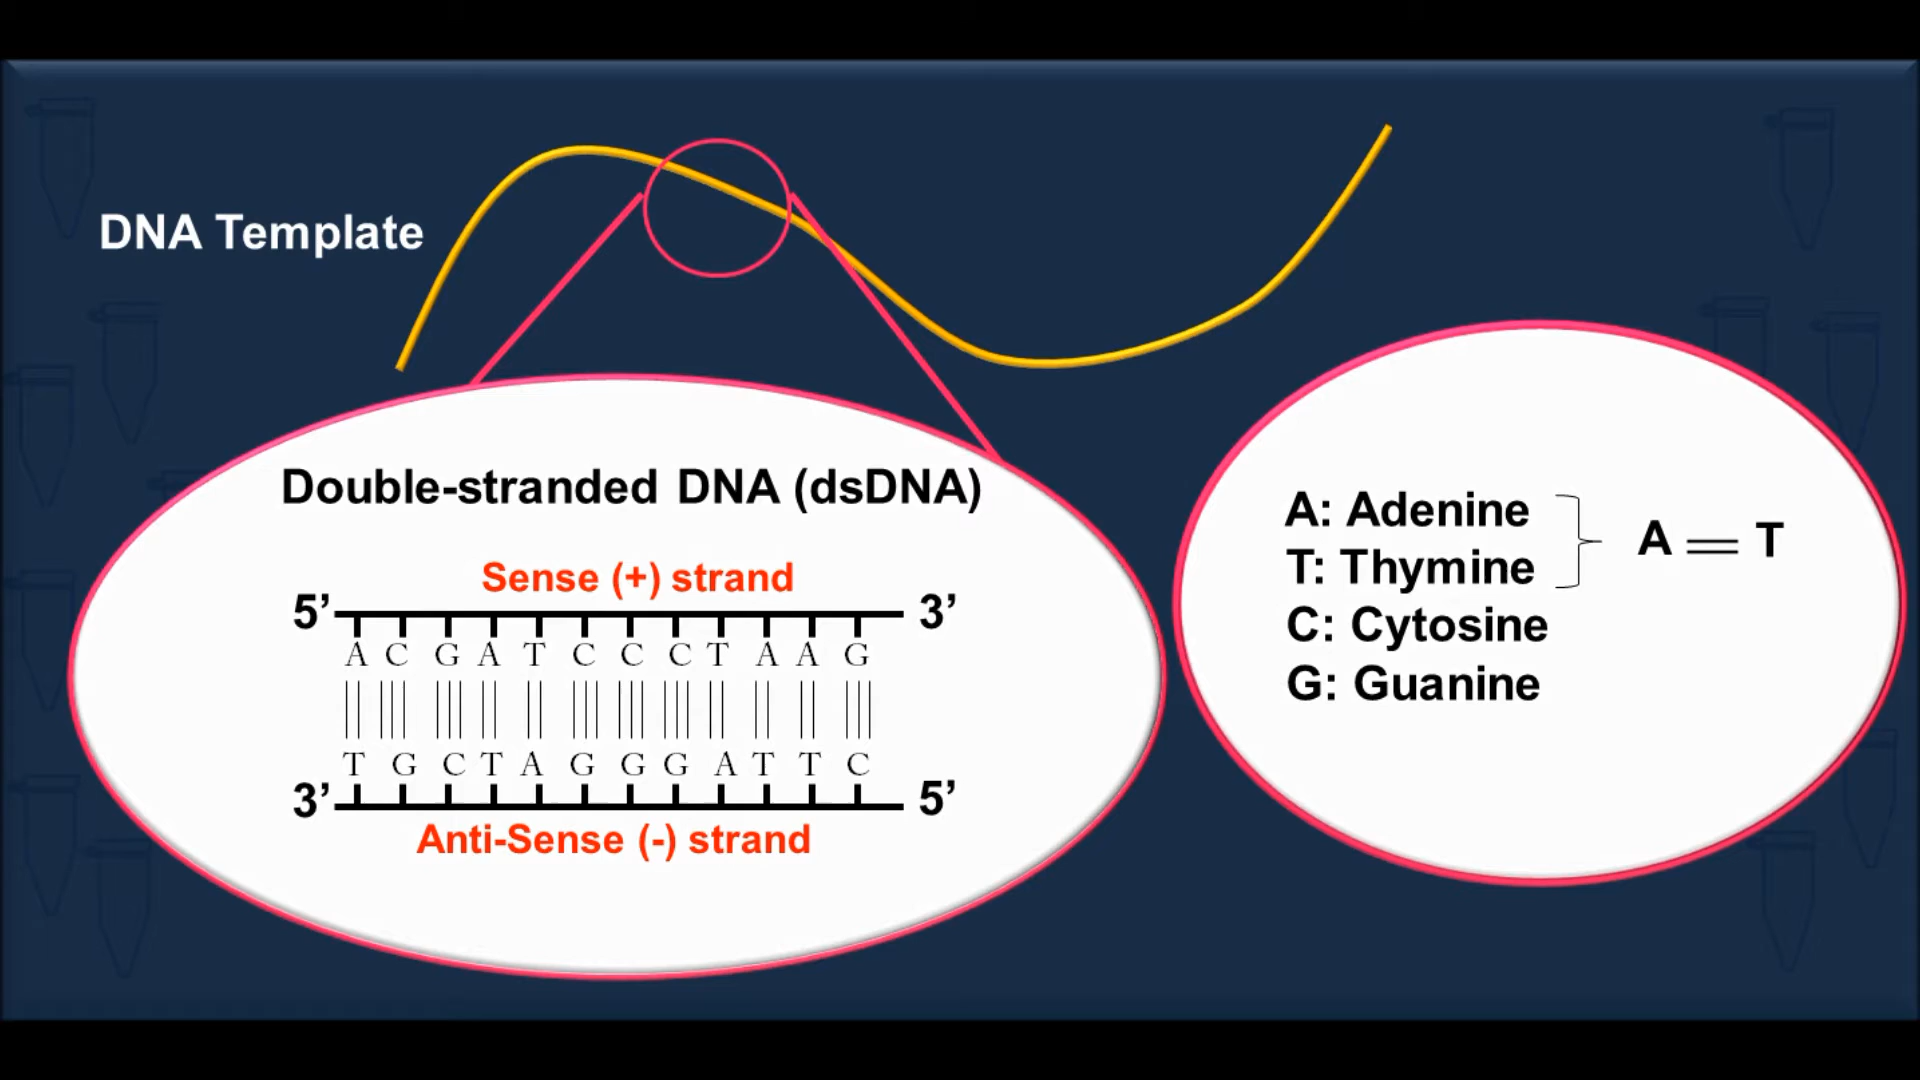 DNA Template
Double-stranded DNA (dsDNA)
Sense (+) strand
5’ 3’
A C G A T C C C T A A G
T G C T A G G G A T T C
3’ 5’
Anti-Sense (-) strand
A: Adenine
T: Thymine
C: Cytosine
G: Guanine
A T